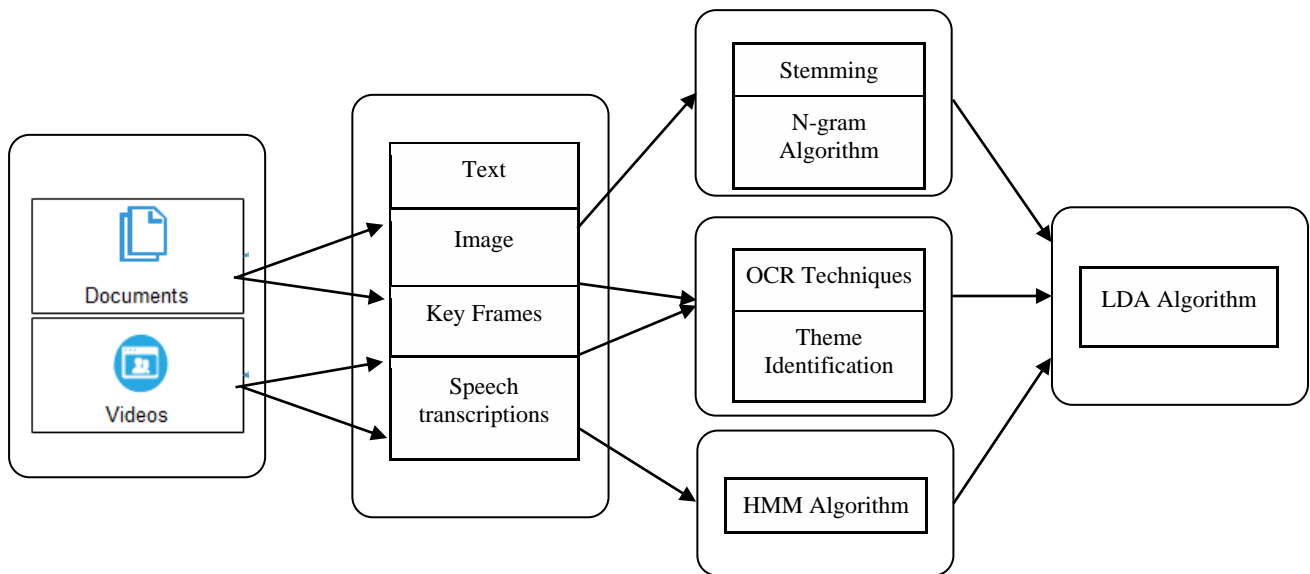 Documents
Videos
Text
Image
Key Frames
Speech
transcriptions
Stemming
N-gram
Algorithm
OCR Techniques
Theme
Identification
HMM Algorithm
LDA Algorithm